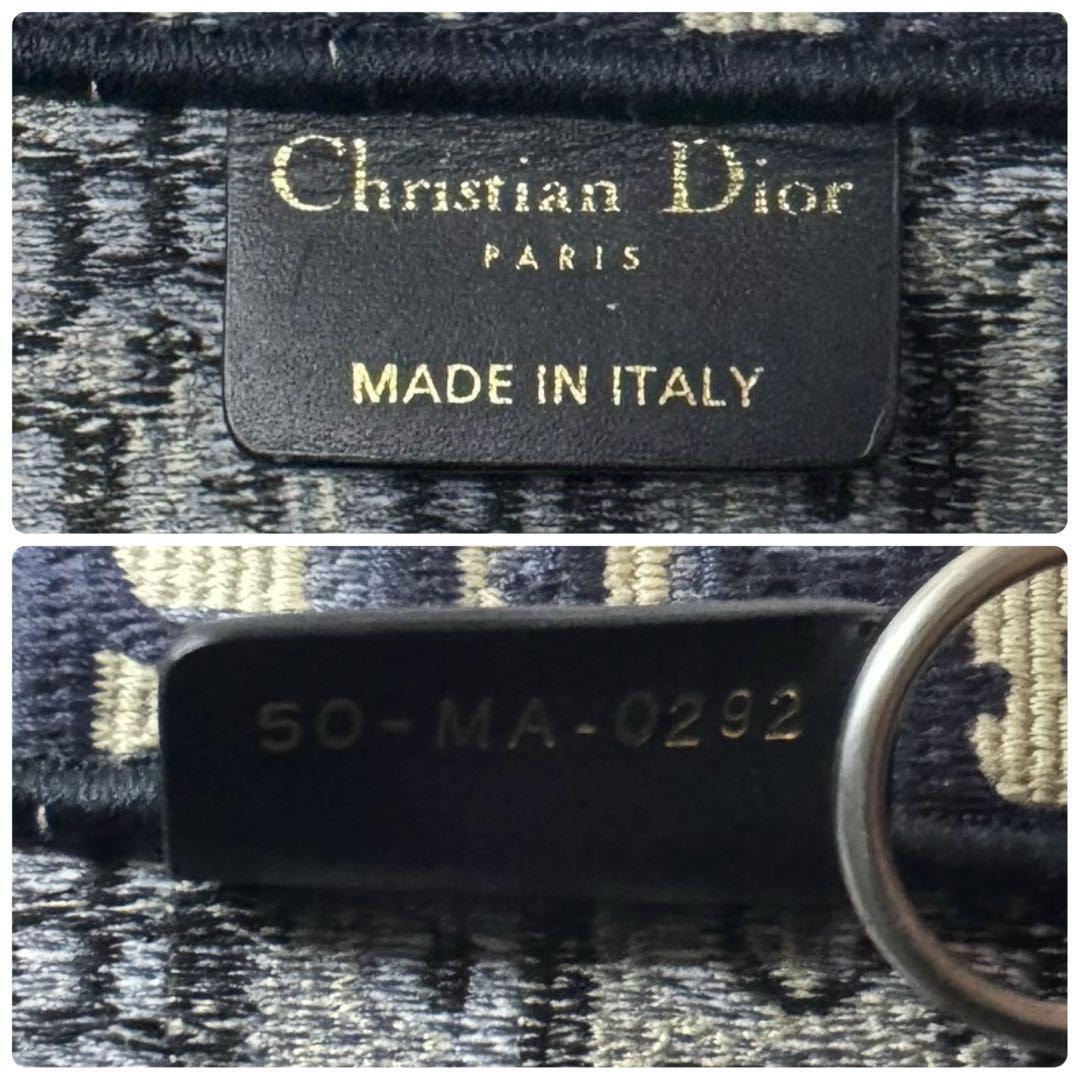 Christian Dior
PARIS
MADE IN ITALY
50-MA-0292